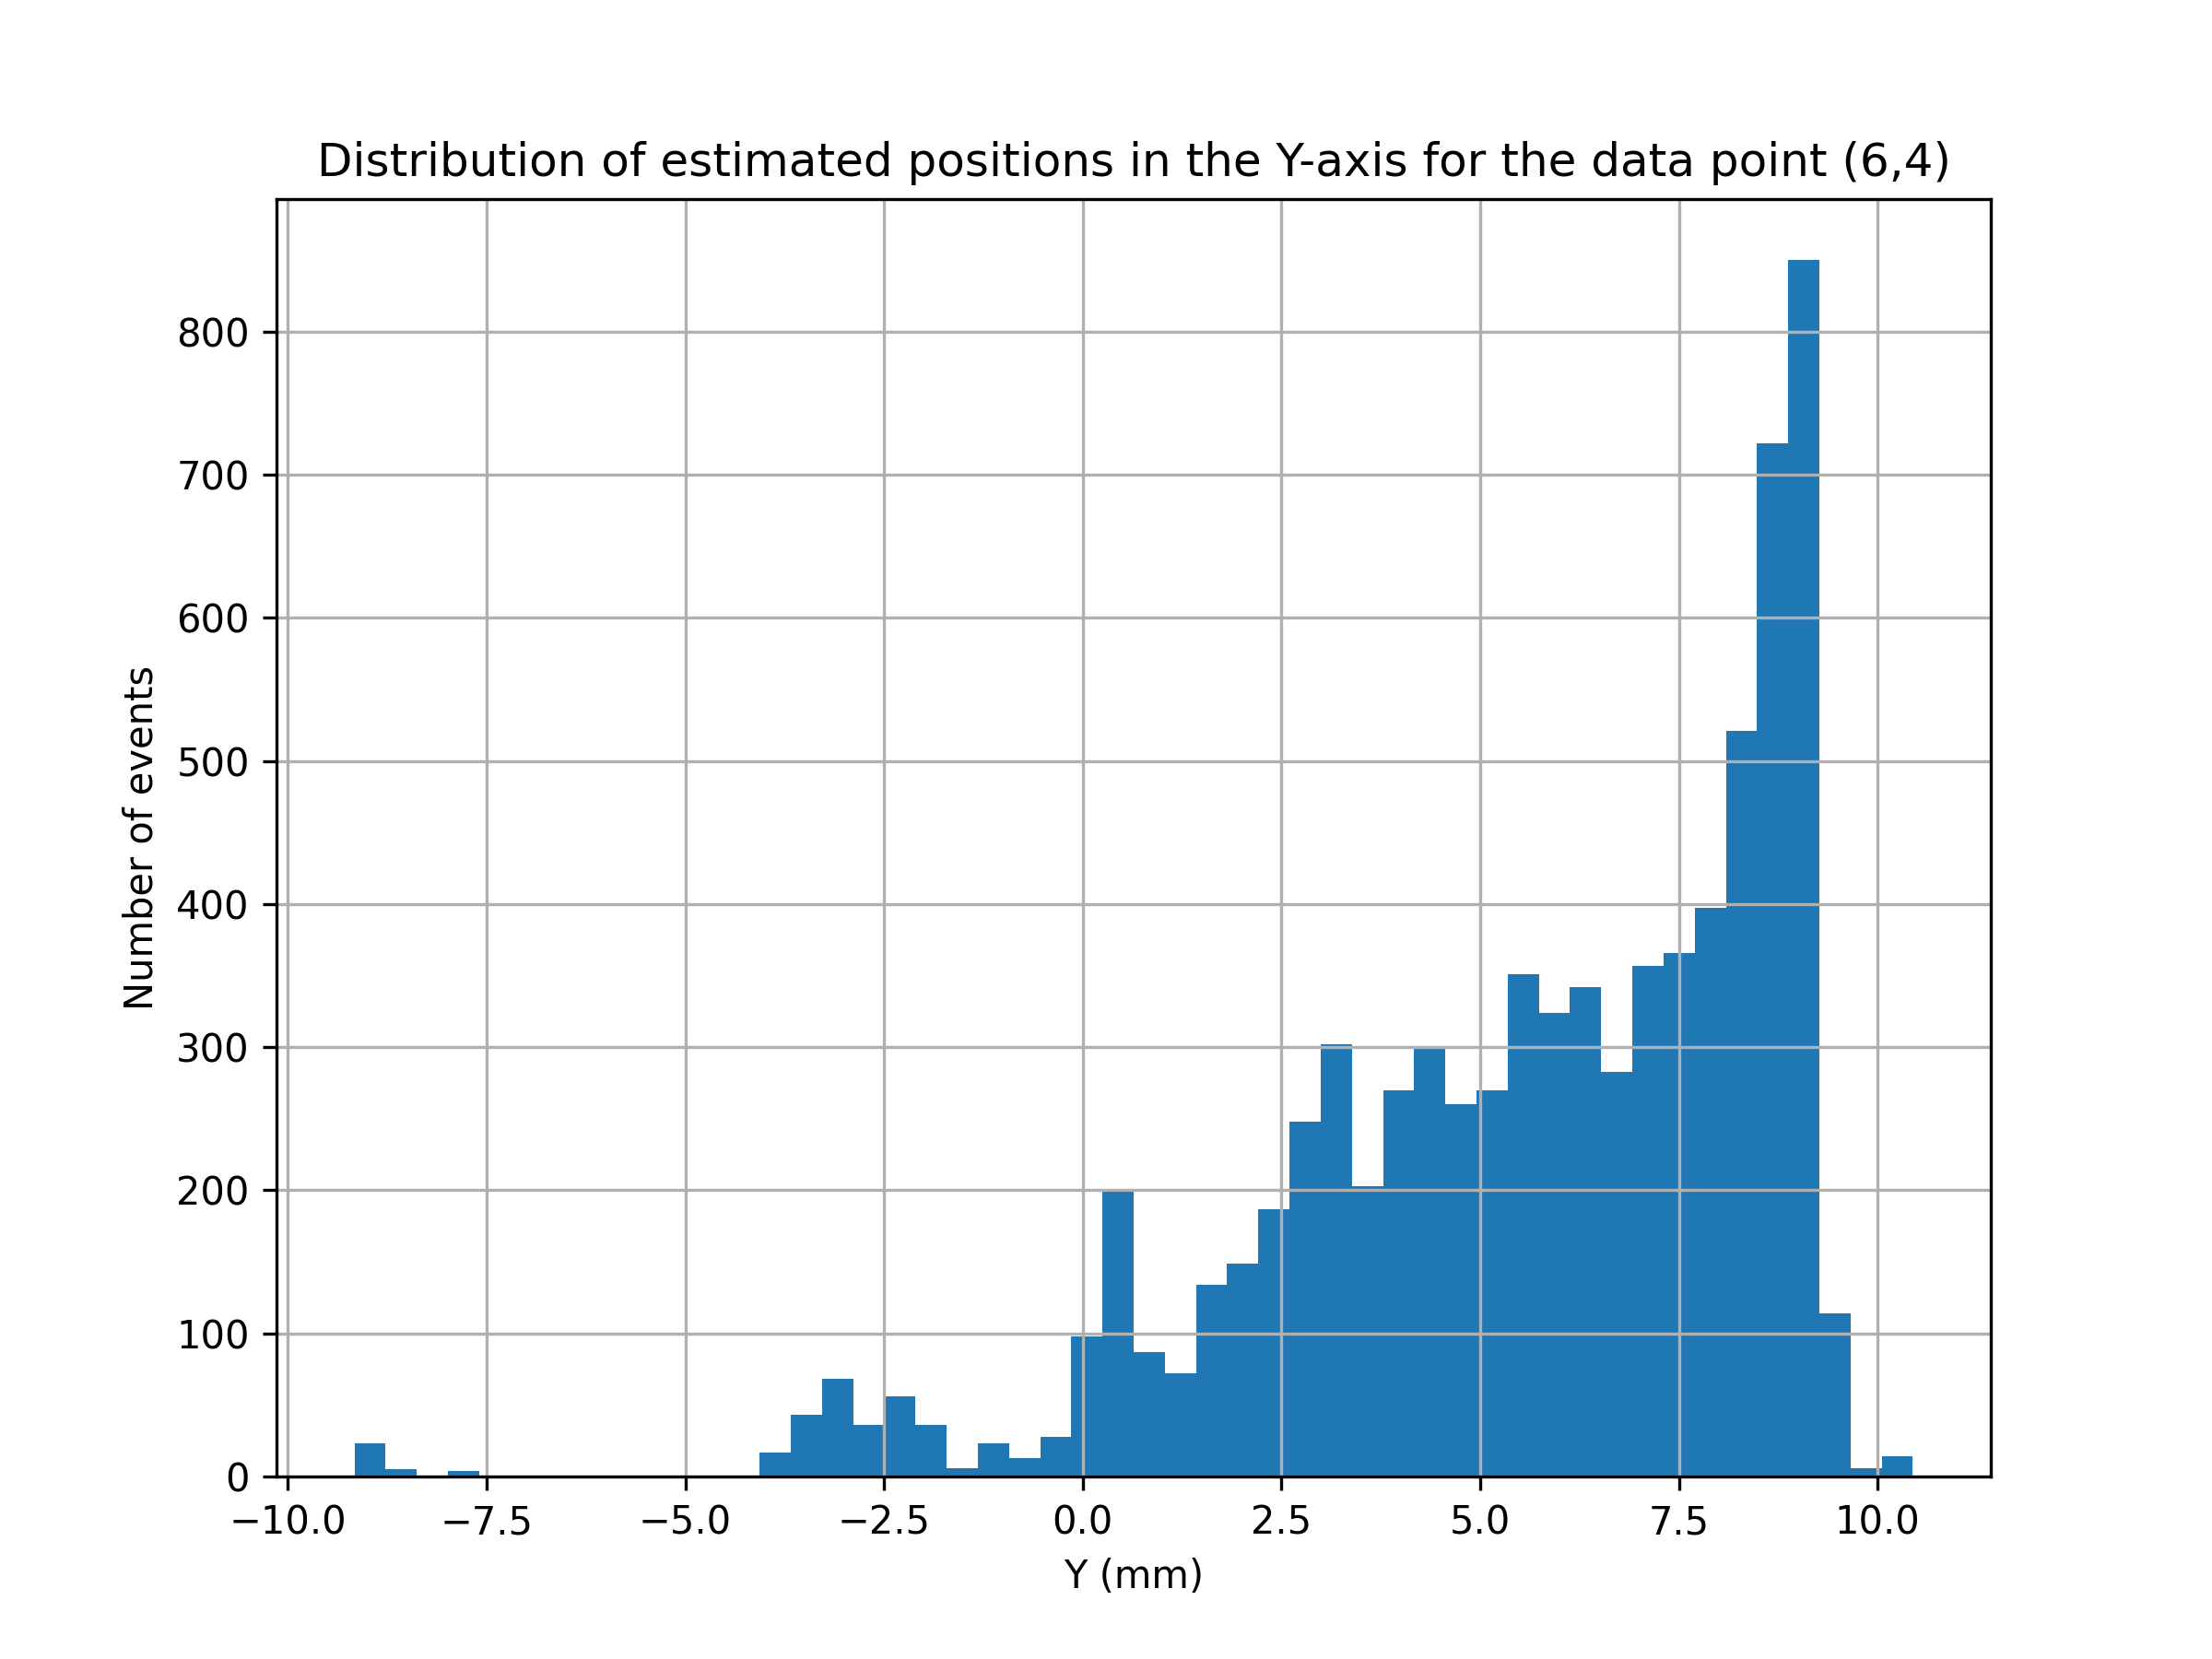 Distribution of estimated positions in the Y-axis for the data point (6,4)
800
700
600
500
400
300
200
100
0
Number of events
−10.0 −7.5 −5.0 −2.5 0.0 2.5 5.0 7.5 10.0
Y (mm)